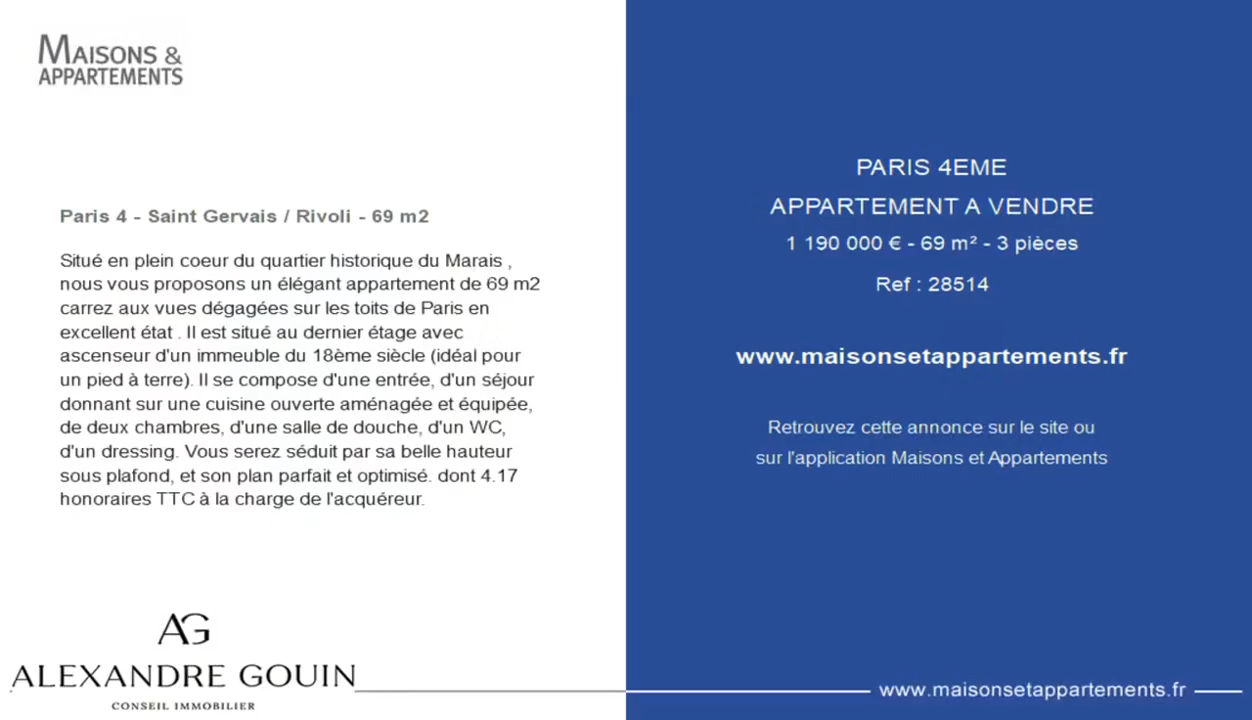 MAISONS &
APPARTEMENTS
Paris 4 - Saint Gervais / Rivoli - 69 m2
Situé en plein coeur du quartier historique du Marais ,
nous vous proposons un élégant appartement de 69 m2
carrez aux vues dégagées sur les toits de Paris en
excellent état . Il est situé au dernier étage avec
ascenseur d'un immeuble du 18ème siècle (idéal pour
un pied à terre). Il se compose d'une entrée, d'un séjour
donnant sur une cuisine ouverte aménagée et équipée,
de deux chambres, d'une salle de douche, d'un WC,
d'un dressing. Vous serez séduit par sa belle hauteur
sous plafond, et son plan parfait et optimisé. dont 4.17
honoraires TTC à la charge de l'acquéreur.
AG
ALEXANDRE GOUIN
CONSEIL IMMOBILIER
PARIS 4EME
APPARTEMENT A VENDRE
1 190 000 € - 69 m² - 3 pièces
Ref : 28514
www.maisonsetappartements.fr
Retrouvez cette annonce sur le site ou
sur l'application Maisons et Appartements
www.maisonsetappartements.fr